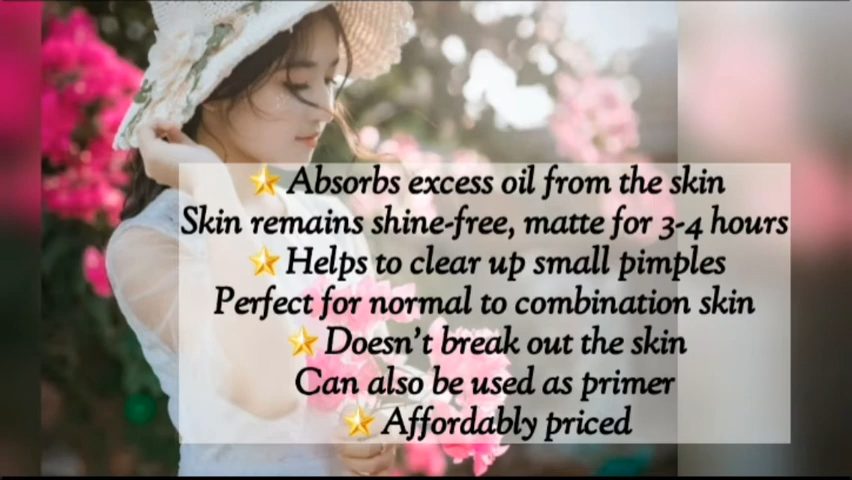 ⭐ Absorbs excess oil from the skin
Skin remains shine-free, matte for 3-4 hours
⭐ Helps to clear up small pimples
Perfect for normal to combination skin
⭐ Doesn't break out the skin
Can also be used as primer
⭐ Affordably priced